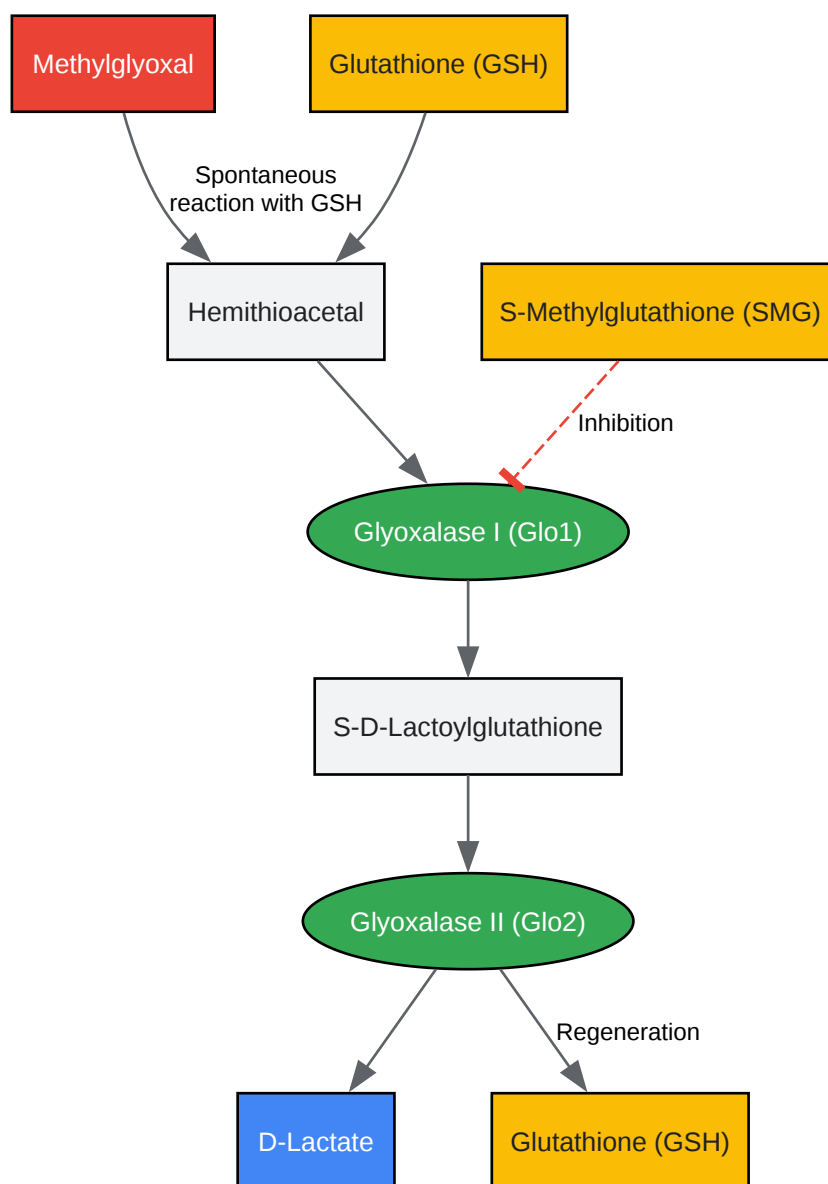 Methylglyoxal
Glutathione (GSH)
Spontaneous
reaction with GSH
Hemithioacetal
S-Methylglutathione (SMG)
Inhibition
Glyoxalase I (Glo1)
S-D-Lactoylglutathione
Glyoxalase II (Glo2)
Regeneration
D-Lactate
Glutathione (GSH)